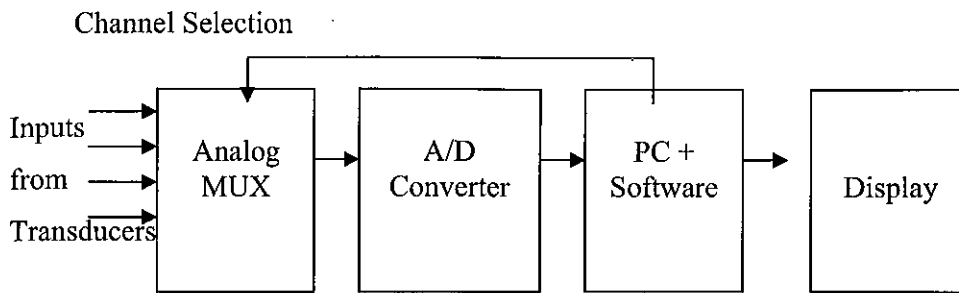 Channel Selection
Inputs
from
Transducers
Analog
MUX
A/D
Converter
PC +
Software
Display